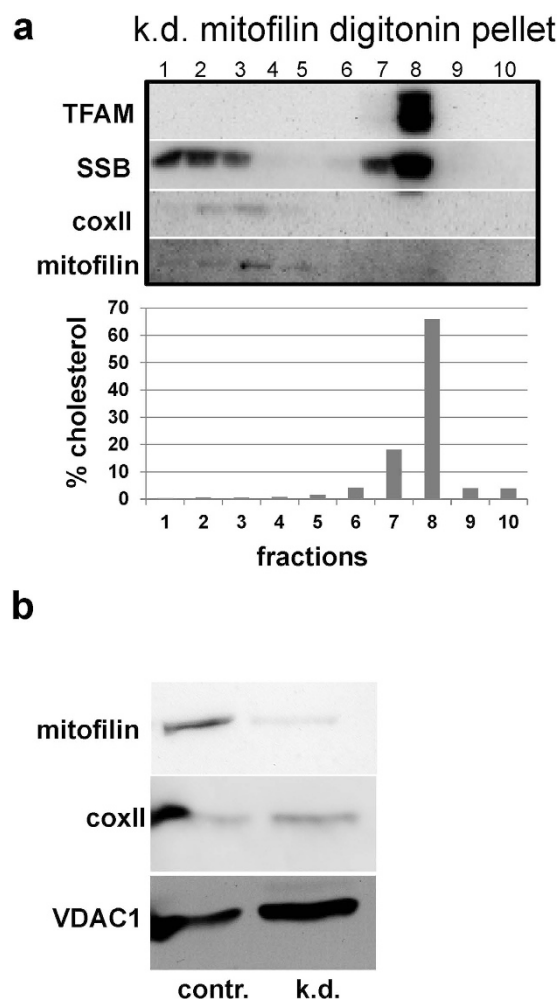 a k.d. mitofilin digitonin pellet
1 2 3 4 5 6 7 8 9 10
TFAM
SSB
coxII
mitofilin
70
60
50
40
30
20
10
0
% cholesterol
1 2 3 4 5 6 7 8 9 10
fractions
b
mitofilin
coxII
VDAC1
contr. k.d.